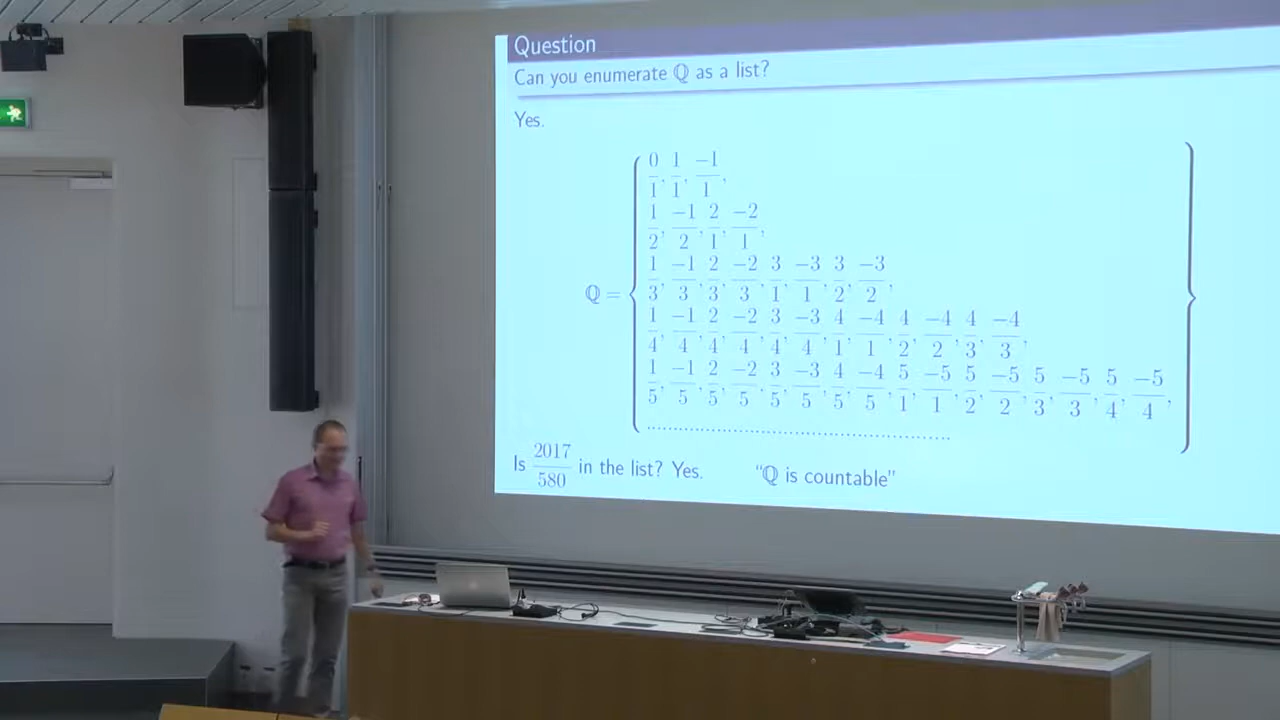 Question
Can you enumerate ℚ as a list?
Yes.
ℚ = { 0/1, 1/1, −1/1,
1/2, −1/2, 2/1, −2/1,
1/3, −1/3, 2/3, −2/3, 3/1, −3/1, 3/2, −3/2,
1/4, −1/4, 2/4, −2/4, 3/4, −3/4, 4/1, −4/1, 4/2, −4/2, 4/3, −4/3,
1/5, −1/5, 2/5, −2/5, 3/5, −3/5, 4/5, −4/5, 5/1, −5/1, 5/2, −5/2, 5/3, −5/3, 5/4, −5/4,
.................................................. }
Is 2017/580 in the list? Yes. “ℚ is countable”